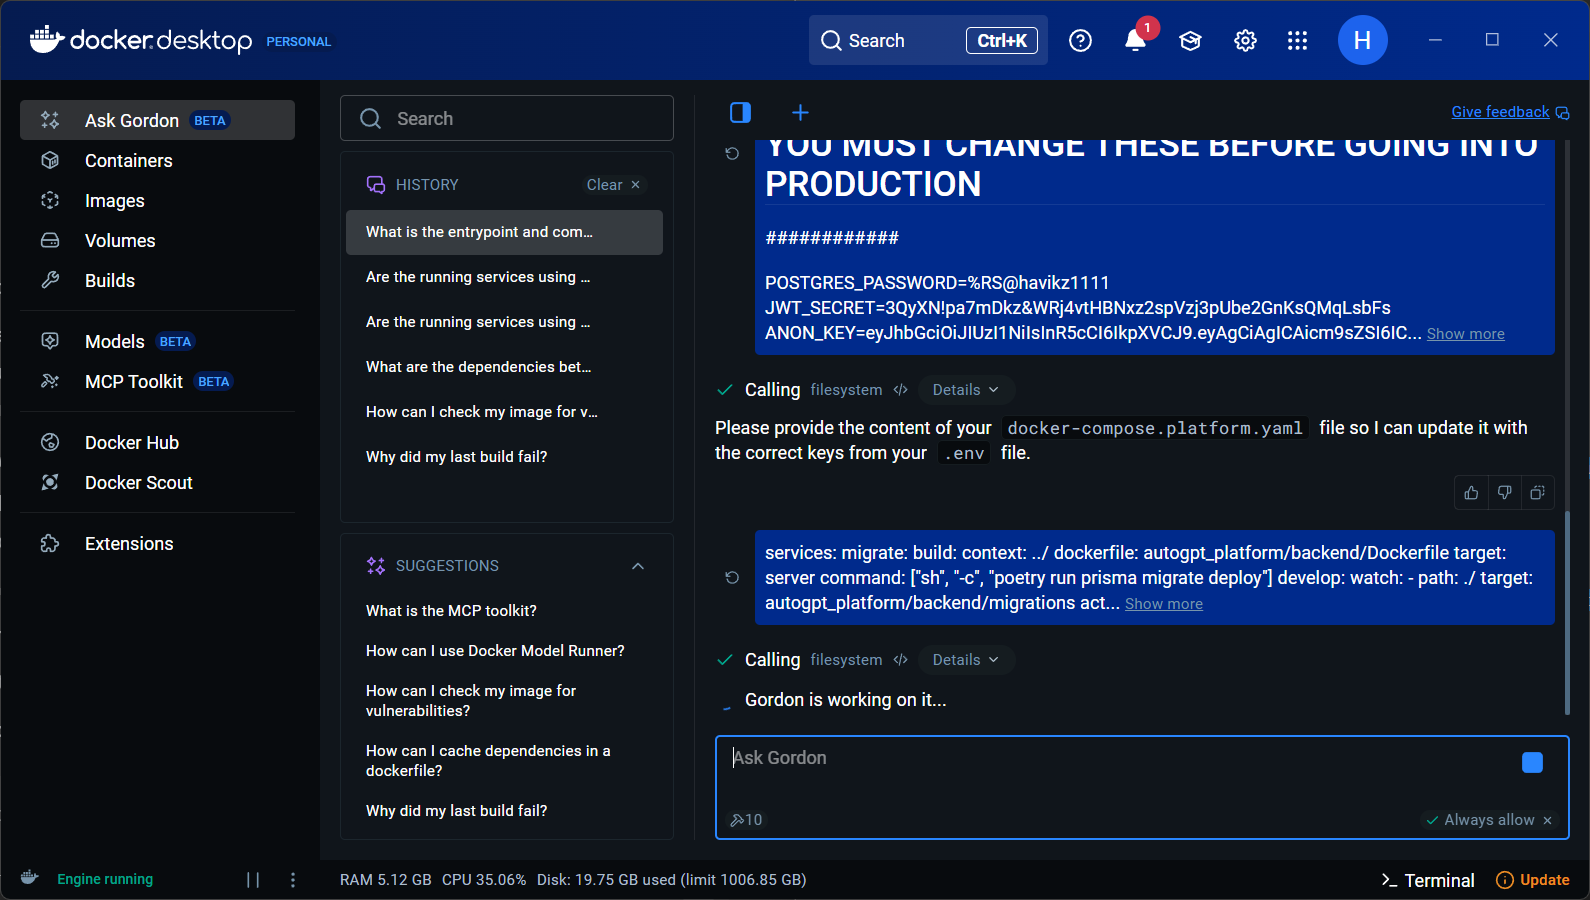 docker.desktop PERSONAL
Search Ctrl+K
1
H
Ask Gordon BETA
Containers
Images
Volumes
Builds
Models BETA
MCP Toolkit BETA
Docker Hub
Docker Scout
Extensions
Search
HISTORY Clear ×
What is the entrypoint and com...
Are the running services using ...
Are the running services using ...
What are the dependencies bet...
How can I check my image for v...
Why did my last build fail?
SUGGESTIONS
What is the MCP toolkit?
How can I use Docker Model Runner?
How can I check my image for
vulnerabilities?
How can I cache dependencies in a
dockerfile?
Why did my last build fail?
Give feedback
YOU MUST CHANGE THESE BEFORE GOING INTO
PRODUCTION
############
POSTGRES_PASSWORD=%RS@havikz1111
JWT_SECRET=3QyXN!pa7mDkz&WRj4vtHBNxz2spVzj3pUbe2GnKsQMqLsbFs
ANON_KEY=eyJhbGciOiJIUzI1NiIsInR5cCI6IkpXVCJ9.eyAgCiAgICAicm9sZSI6IC... Show more
Calling filesystem </> Details
Please provide the content of your docker-compose.platform.yaml file so I can update it with
the correct keys from your .env file.
services: migrate: build: context: ../ dockerfile: autogpt_platform/backend/Dockerfile target:
server command: ["sh", "-c", "poetry run prisma migrate deploy"] develop: watch: - path: ./ target:
autogpt_platform/backend/migrations act... Show more
Calling filesystem </> Details
Gordon is working on it...
Ask Gordon
10
Always allow ×
Engine running
RAM 5.12 GB CPU 35.06% Disk: 19.75 GB used (limit 1006.85 GB)
Terminal
Update